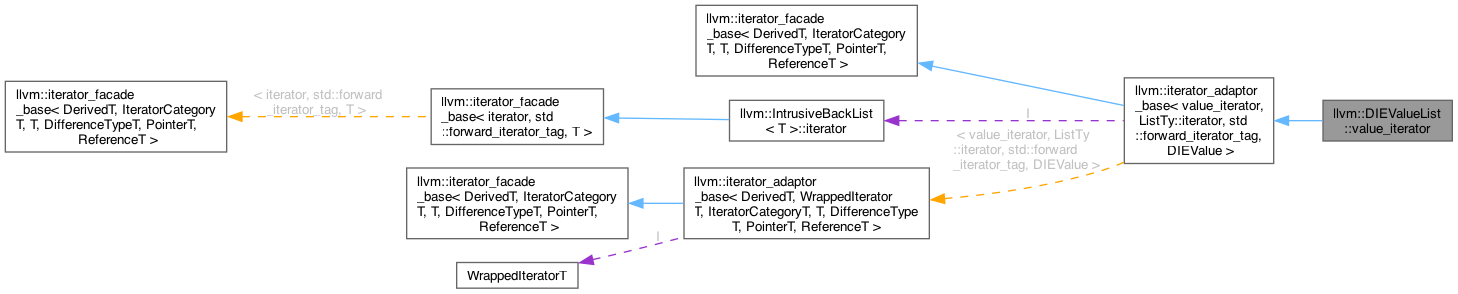 llvm::iterator_facade
_base< DerivedT, IteratorCategory
T, T, DifferenceTypeT, PointerT,
ReferenceT >
llvm::iterator_facade
_base< DerivedT, IteratorCategory
T, T, DifferenceTypeT, PointerT,
ReferenceT >
< iterator, std::forward
_iterator_tag, T >
llvm::iterator_facade
_base< iterator, std
::forward_iterator_tag, T >
llvm::IntrusiveBackList
< T >::iterator
I
< value_iterator, ListTy
::iterator, std::forward
_iterator_tag, DIEValue >
llvm::iterator_adaptor
_base< value_iterator,
ListTy::iterator, std
::forward_iterator_tag,
DIEValue >
llvm::DIEValueList
::value_iterator
llvm::iterator_facade
_base< DerivedT, IteratorCategory
T, T, DifferenceTypeT, PointerT,
ReferenceT >
llvm::iterator_adaptor
_base< DerivedT, WrappedIterator
T, IteratorCategoryT, T, DifferenceType
T, PointerT, ReferenceT >
I
WrappedIteratorT